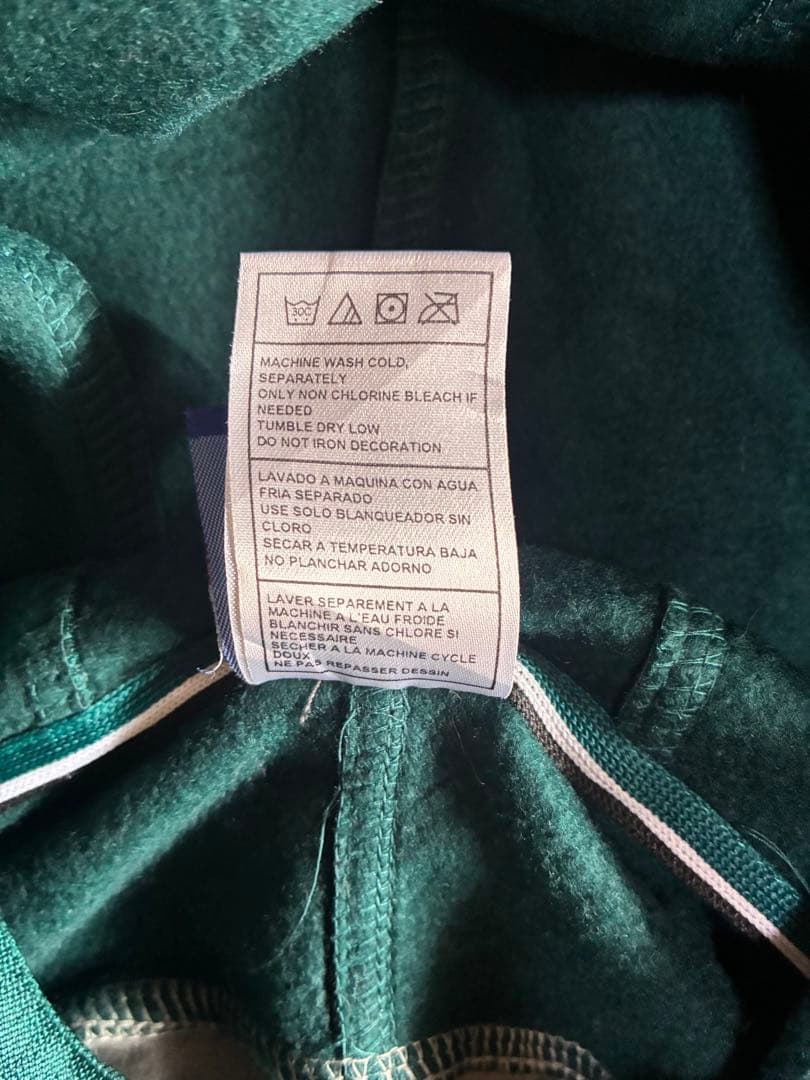 30C
MACHINE WASH COLD,
SEPARATELY
ONLY NON CHLORINE BLEACH IF
NEEDED
TUMBLE DRY LOW
DO NOT IRON DECORATION
LAVADO A MAQUINA CON AGUA
FRIA SEPARADO
USE SOLO BLANQUEADOR SIN
CLORO
SECAR A TEMPERATURA BAJA
NO PLANCHAR ADORNO
LAVER SEPAREMENT A LA
MACHINE A L'EAU FROIDE
BLANCHIR SANS CHLORE SI
NECESSAIRE
SECHER A LA MACHINE CYCLE
DOUX
NE PAS REPASSER DESSIN